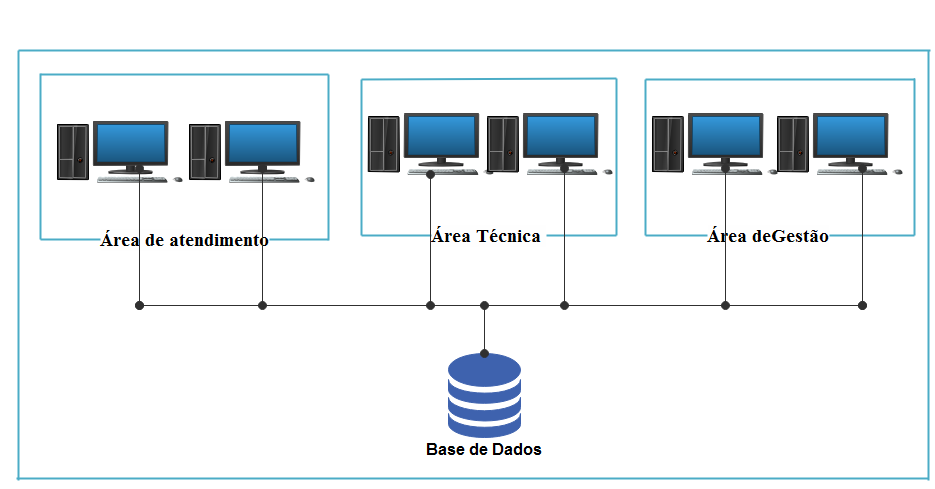 Área de atendimento
Área Técnica
Área deGestão
Base de Dados